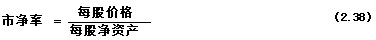 市净率 = 每股价格
每股净资产
(2.38)